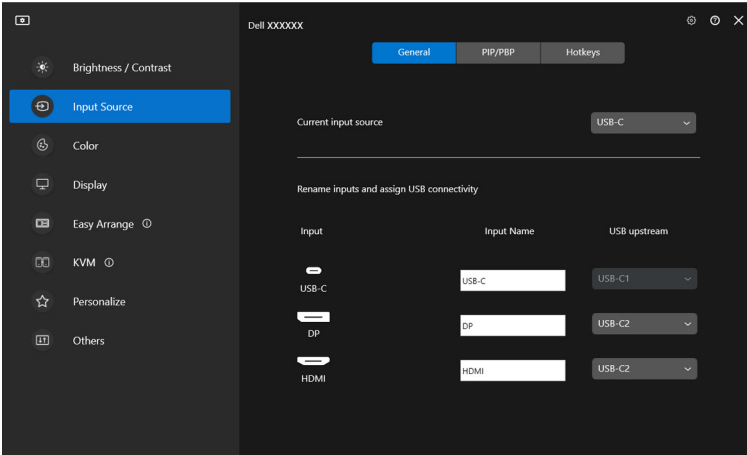 Dell XXXXXX
General PIP/PBP Hotkeys
Brightness / Contrast
Input Source
Color
Display
Easy Arrange
KVM
Personalize
Others
Current input source USB-C
Rename inputs and assign USB connectivity
Input Input Name USB upstream
USB-C USB-C USB-C1
DP DP USB-C2
HDMI HDMI USB-C2